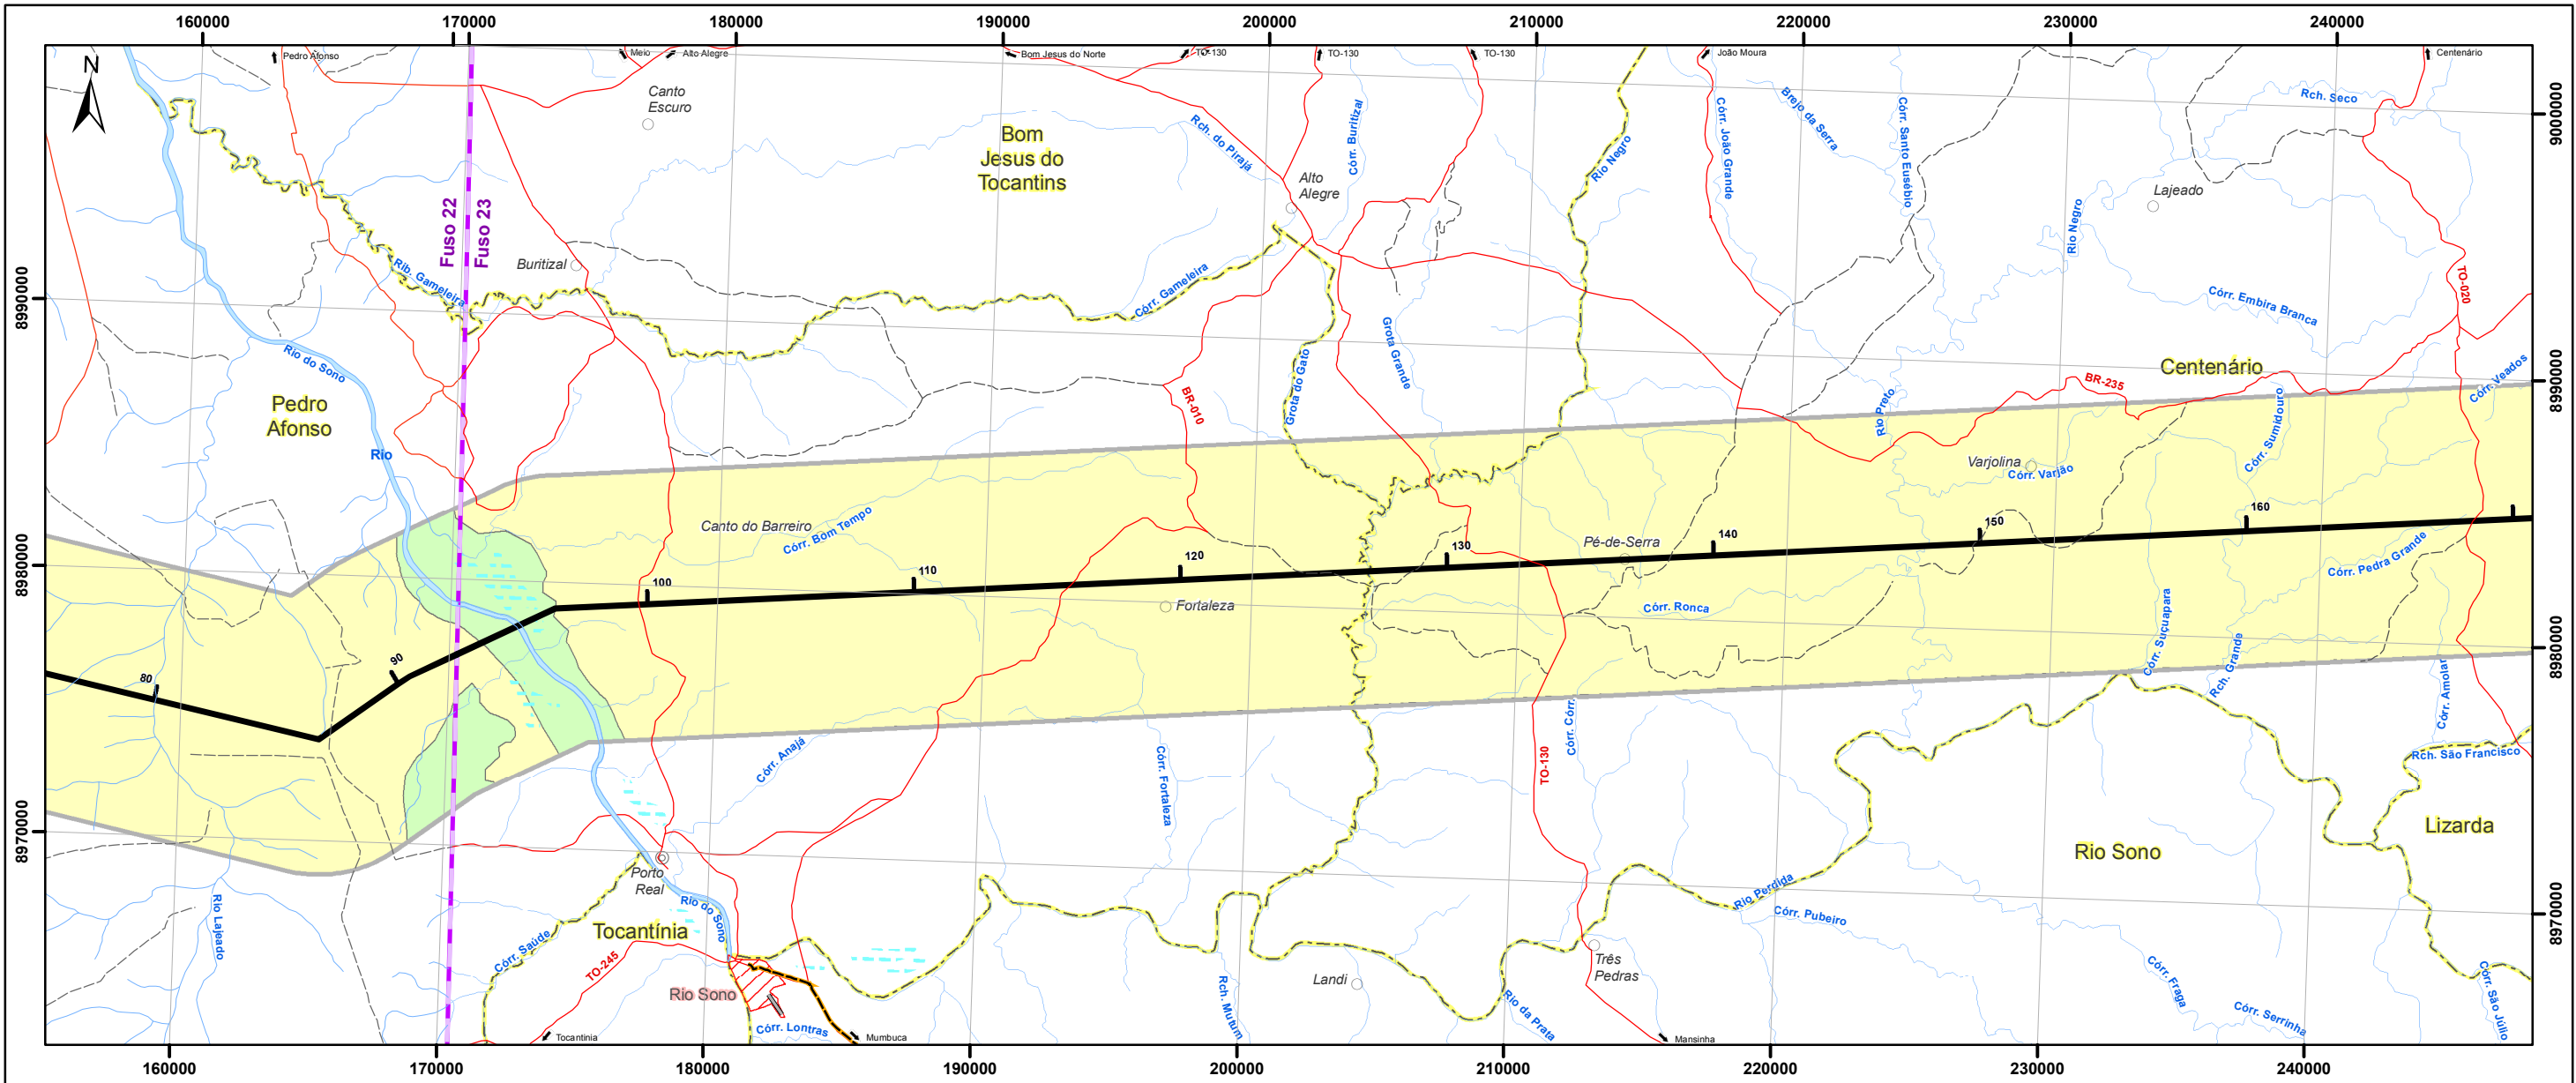 160000
170000
180000
190000
200000
210000
220000
230000
240000
Pedro Afonso
Meio
Alto Alegre
Bom Jesus do Norte
TO-130
TO-130
TO-130
João Moura
Centenário
N
Canto
Escuro
Bom
Jesus do
Tocantins
Rch. do Pirajá
Córr. Buritizal
Alto
Alegre
Rio Negro
Córr. João Grande
Brejo da Serra
Córr. Santo Eusébio
Rch. Seco
9000000
Lajeado
Rio Negro
Fuso 22
Fuso 23
Buritizal
Rib. Gameleira
Córr. Gameleira
Córr. Embira Branca
TO-020
8990000
Rio do Sono
Grota do Gato
Grota Grande
Centenário
BR-235
Córr. Veados
8990000
Pedro
Afonso
BR-010
Rio Preto
Córr. Sumidouro
Rio
Varjolina
Córr. Varjão
Canto do Barreiro
Córr. Bom Tempo
8980000
80
90
100
110
120
130
140
150
160
Pé-de-Serra
Córr. Pedra Grande
Fortaleza
Córr. Ronca
Córr. Suçuapara
Rch. Grande
8980000
Córr. Amolar
Córr. Anajá
Córr. Fortaleza
TO-130
Córr. Córr.
Rch. São Francisco
8970000
Lizarda
Rio Sono
Porto
Real
Rio do Sono
Rio Perdida
Córr. Pubeiro
8970000
Rio Lajeado
Tocantínia
Córr. Saúde
TO-245
Rio Sono
Landi
Três
Pedras
Rch. Mutum
Rio da Prata
Córr. Fraga
Córr. Serrinha
Córr. São Júlio
Córr. Lontras
Tocantinia
Mumbuca
Mansinha
160000
170000
180000
190000
200000
210000
220000
230000
240000